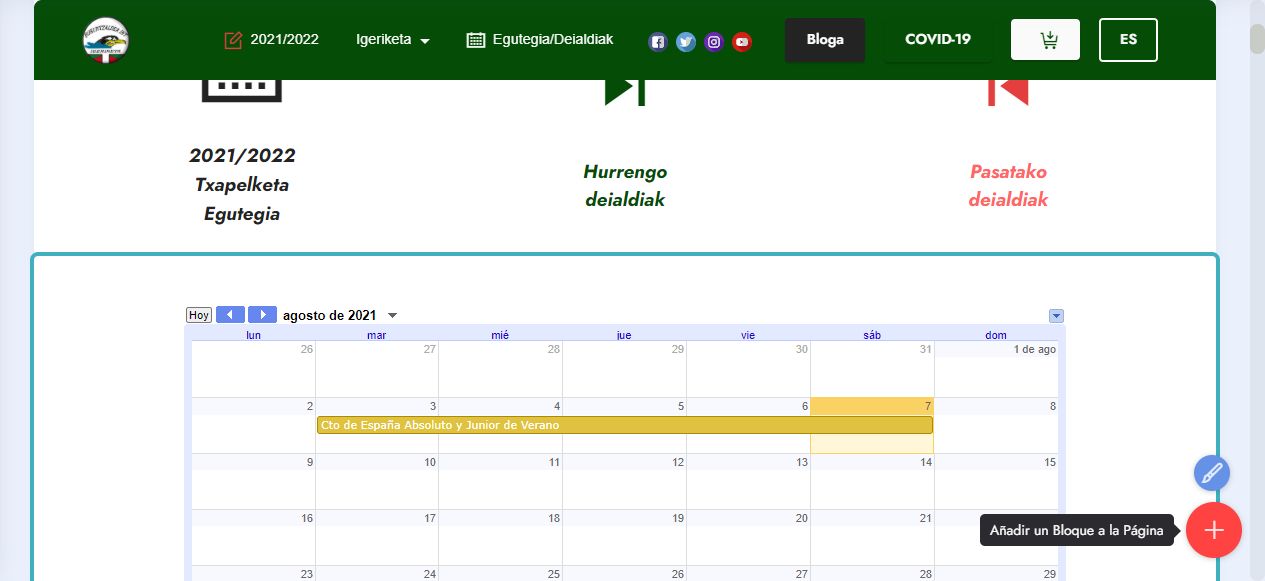 2021/2022
Igeriketa
Egutegia/Deialdiak
Bloga
COVID-19
ES
2021/2022
Txapelketa
Egutegia
Hurrengo
deialdiak
Pasatako
deialdiak
Hoy
agosto de 2021
lun mar mié jue vie sáb dom
26 27 28 29 30 31 1 de ago
2 3 4 5 6 7 8
Cto de España Absoluto y Junior de Verano
9 10 11 12 13 14 15
16 17 18 19 20 21
Añadir un Bloque a la Página
23 24 25 26 27 28 29